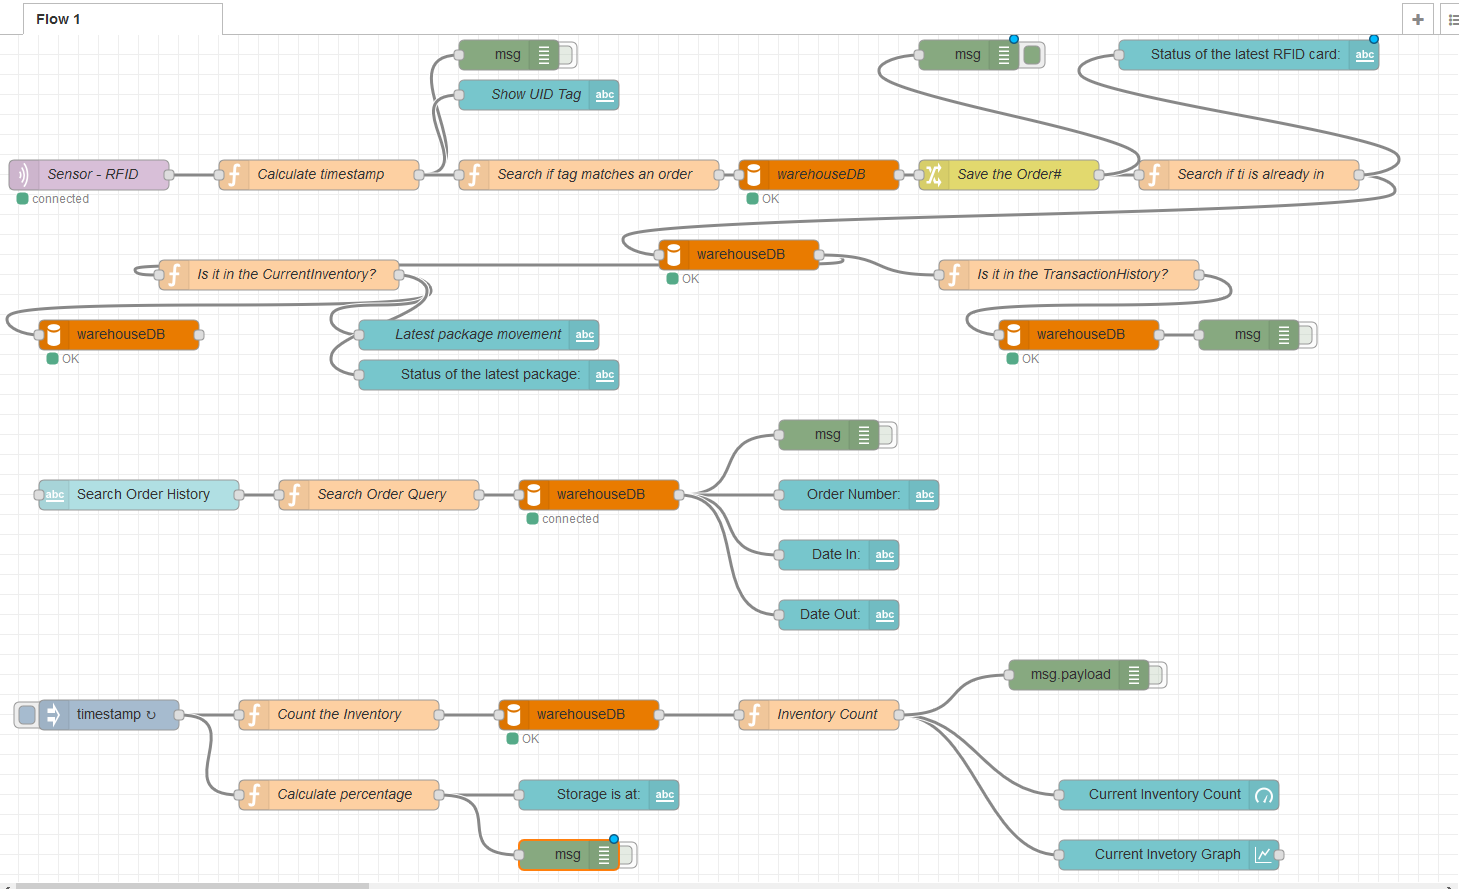 Flow 1
msg
msg
Status of the latest RFID card: abc
Show UID Tag abc
Sensor - RFID
Calculate timestamp
Search if tag matches an order
warehouseDB
Save the Order#
Search if ti is already in
connected
OK
warehouseDB
OK
Is it in the CurrentInventory?
Is it in the TransactionHistory?
warehouseDB
OK
Latest package movement abc
warehouseDB
OK
msg
Status of the latest package: abc
msg
abc Search Order History
Search Order Query
warehouseDB
connected
Order Number: abc
Date In: abc
Date Out: abc
msg.payload
timestamp ↻
Count the Inventory
warehouseDB
OK
Inventory Count
Calculate percentage
Storage is at: abc
Current Inventory Count
msg
Current Invetory Graph